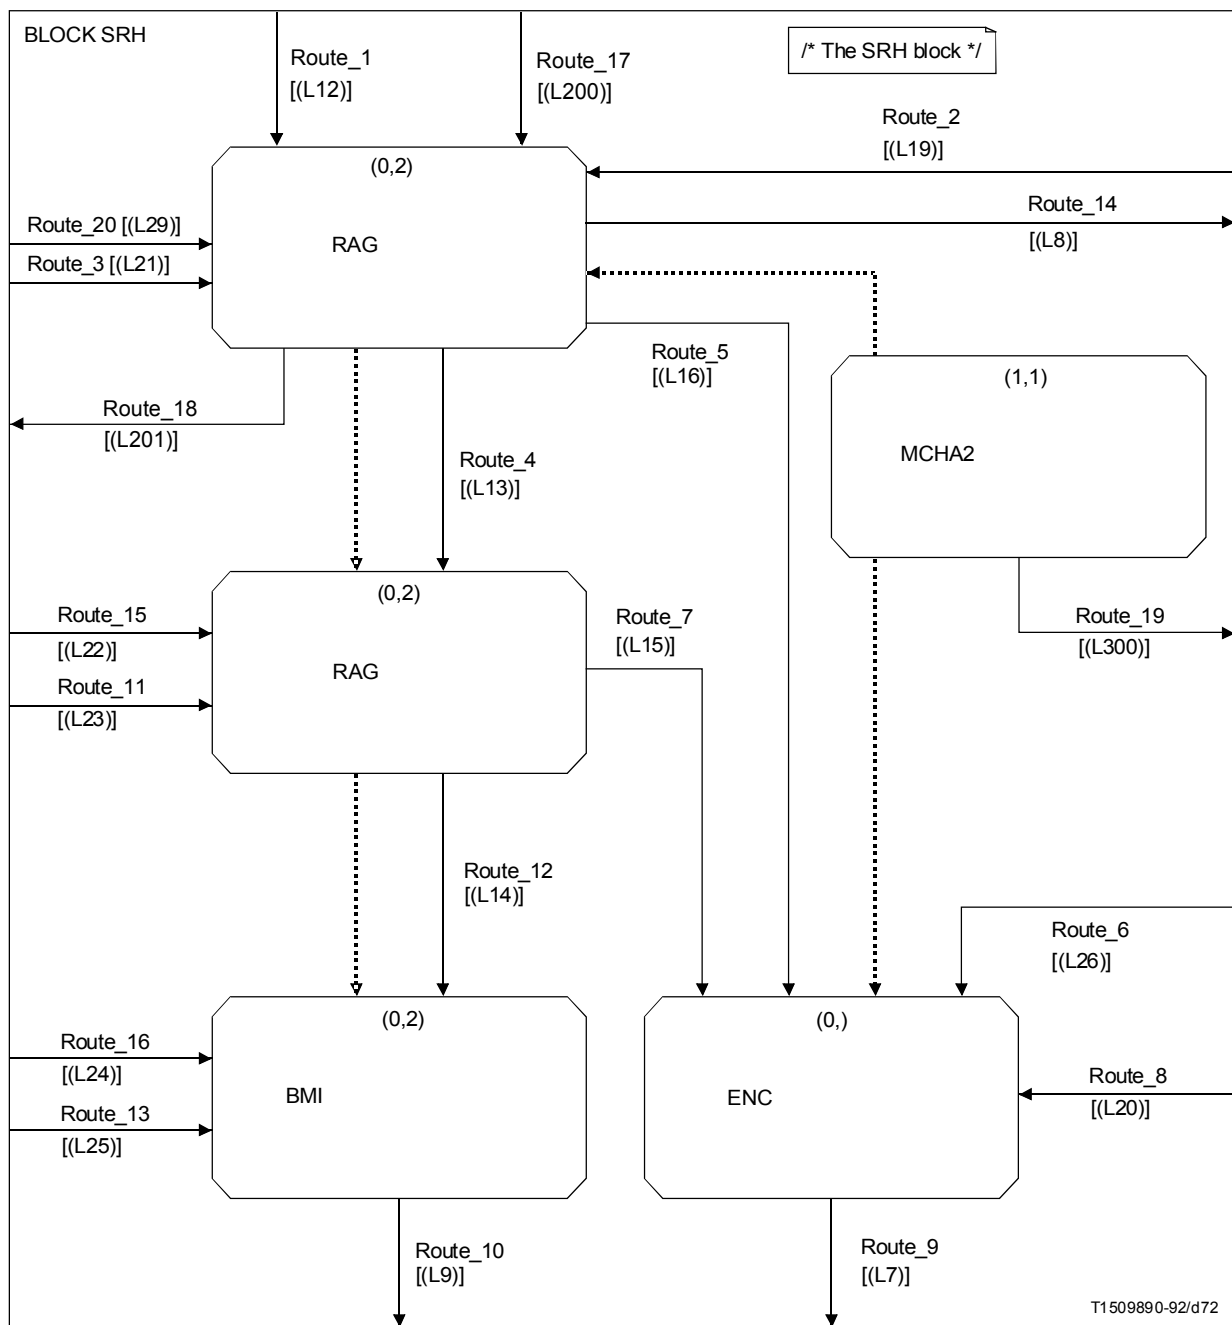 BLOCK SRH
/* The SRH block */
Route_1
[(L12)]
Route_17
[(L200)]
Route_2
[(L19)]
(0,2)
RAG
Route_20 [(L29)]
Route_3 [(L21)]
Route_14
[(L8)]
Route_18
[(L201)]
Route_5
[(L16)]
Route_4
[(L13)]
(1,1)
MCHA2
Route_15
[(L22)]
Route_11
[(L23)]
(0,2)
RAG
Route_7
[(L15)]
Route_19
[(L300)]
Route_12
[(L14)]
Route_6
[(L26)]
Route_16
[(L24)]
Route_13
[(L25)]
(0,2)
BMI
(0,)
ENC
Route_8
[(L20)]
Route_10
[(L9)]
Route_9
[(L7)]
T1509890-92/d72